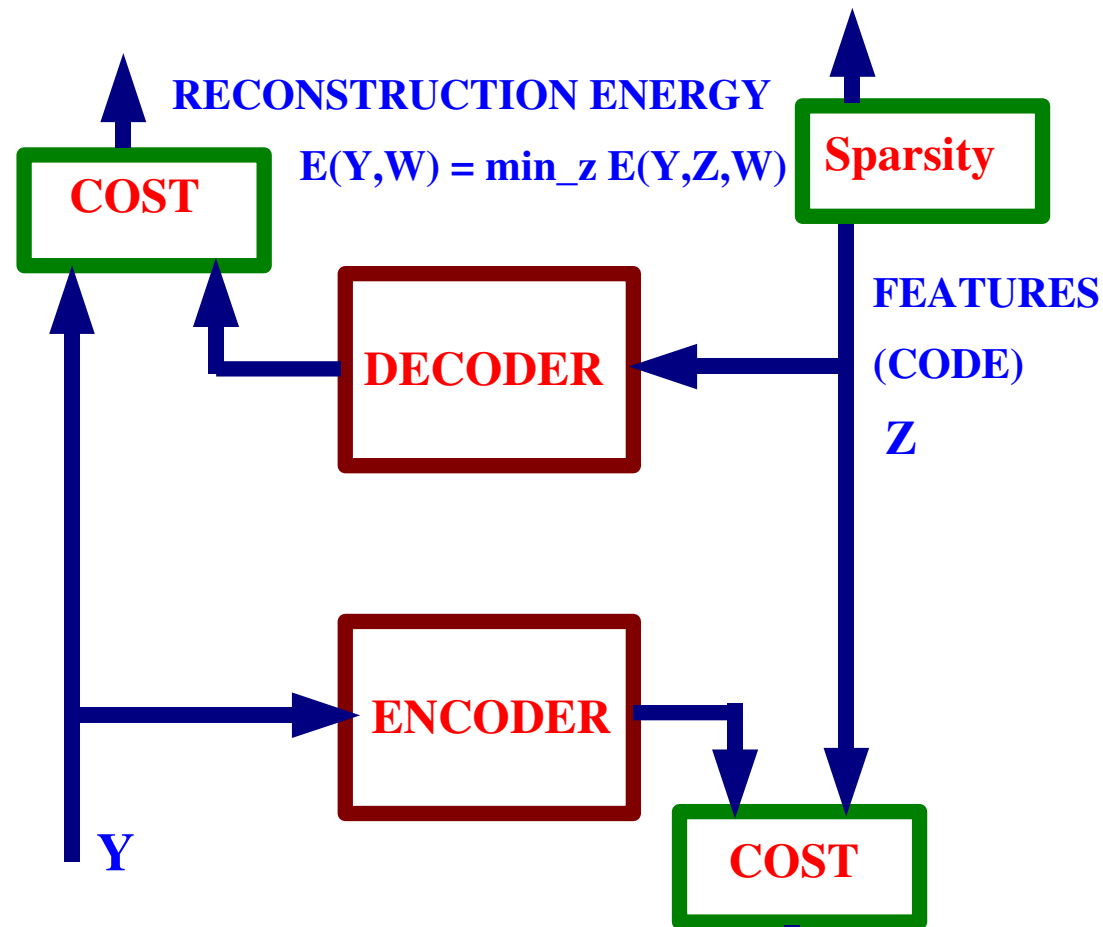 RECONSTRUCTION ENERGY
E(Y,W) = min_z E(Y,Z,W)
COST
Sparsity
FEATURES
(CODE)
Z
DECODER
ENCODER
Y
COST